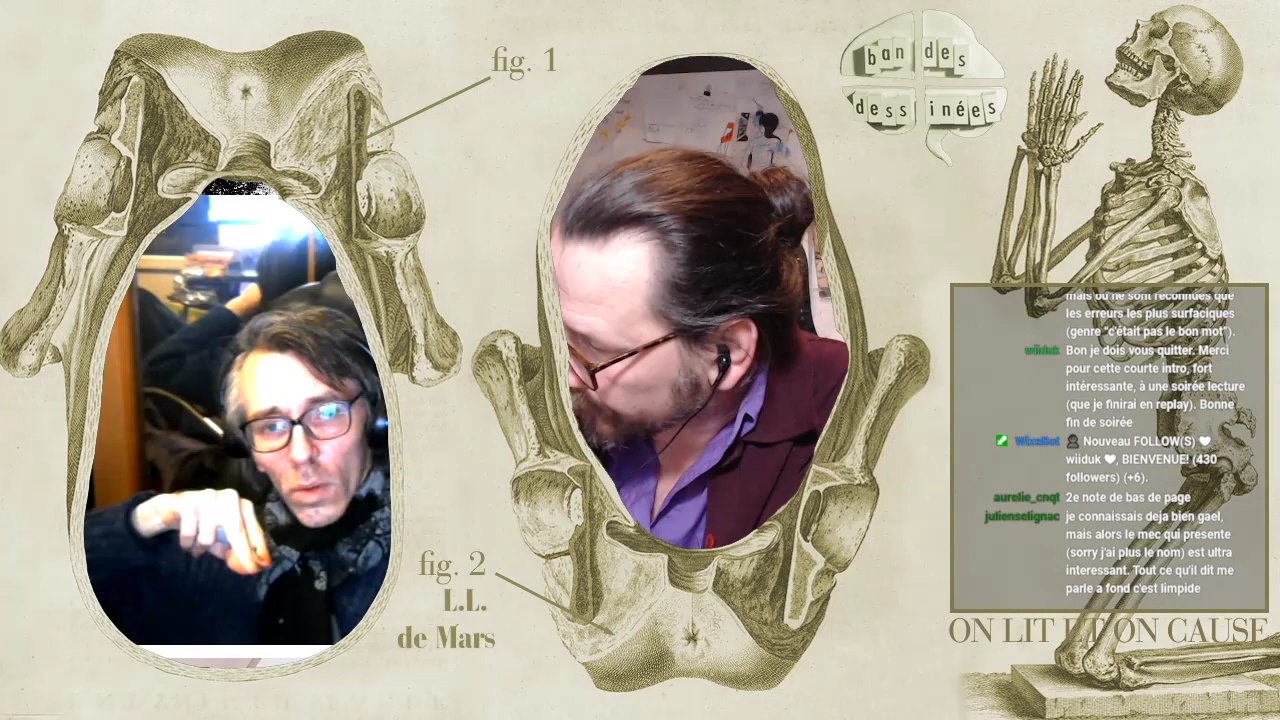 fig. 1
ban des
dess inées
mais ou ne sont reconnues que
les erreurs les plus surfaciques
(genre "c'était pas le bon mot").
wiiduk Bon je dois vous quitter. Merci
pour cette courte intro, fort
intéressante, à une soirée lecture
(que je finirai en replay). Bonne
fin de soirée
WizeBot Nouveau FOLLOW(S)
wiiduk, BIENVENUE! (430
followers) (+6).
aurelie_cnqt 2e note de bas de page
julienselignac je connaissais deja bien gael,
mais alors le mec qui presente
(sorry j'ai plus le nom) est ultra
interessant. Tout ce qu'il dit me
parle a fond c'est limpide
fig. 2
L.L.
de Mars
ON LIT ET ON CAUSE